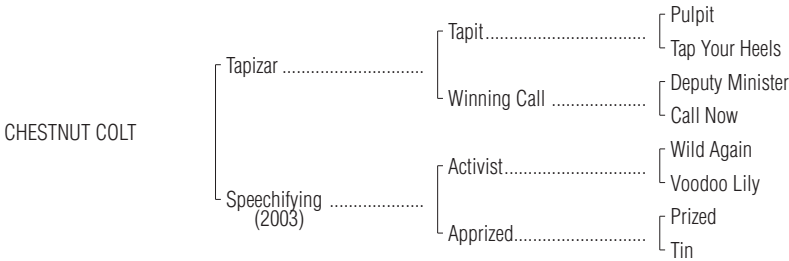 Pulpit
Tapit
Tap Your Heels
Tapizar
Deputy Minister
Winning Call
Call Now
CHESTNUT COLT
Wild Again
Activist
Voodoo Lily
Speechifying
(2003)
Prized
Apprized
Tin